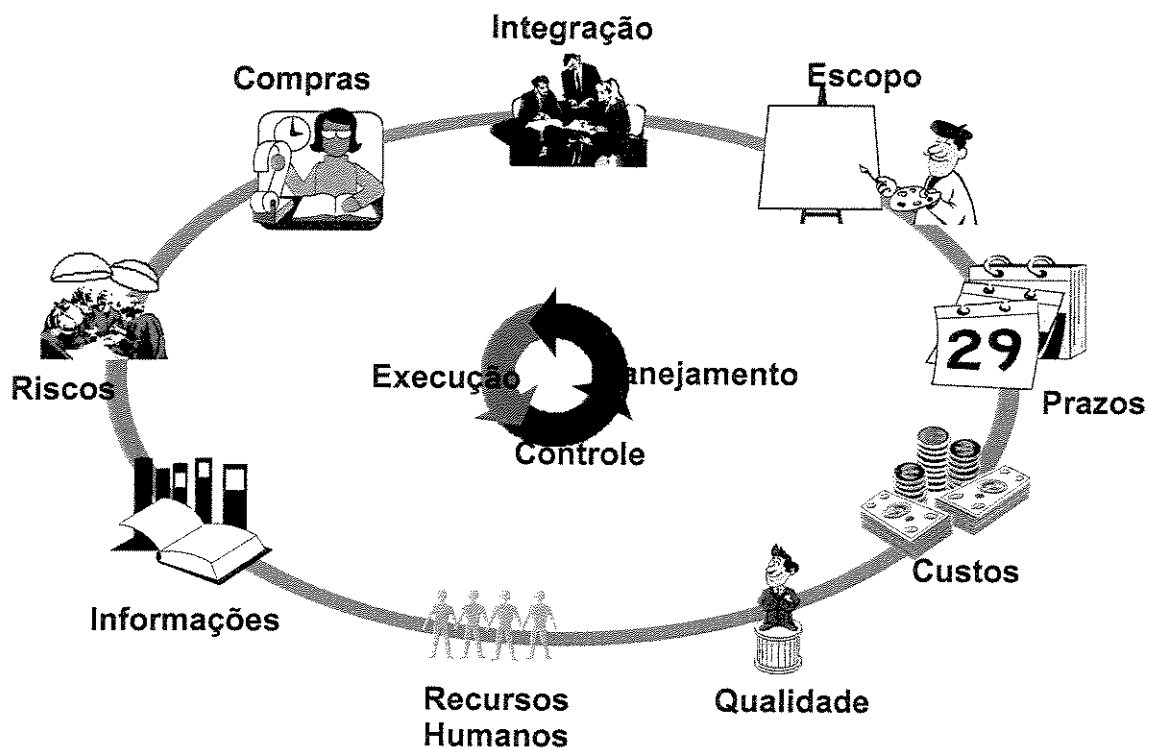 Integração
Compras
Escopo
29
Prazos
Riscos
Execução
anejamento
Controle
Custos
Informações
Qualidade
Recursos
Humanos